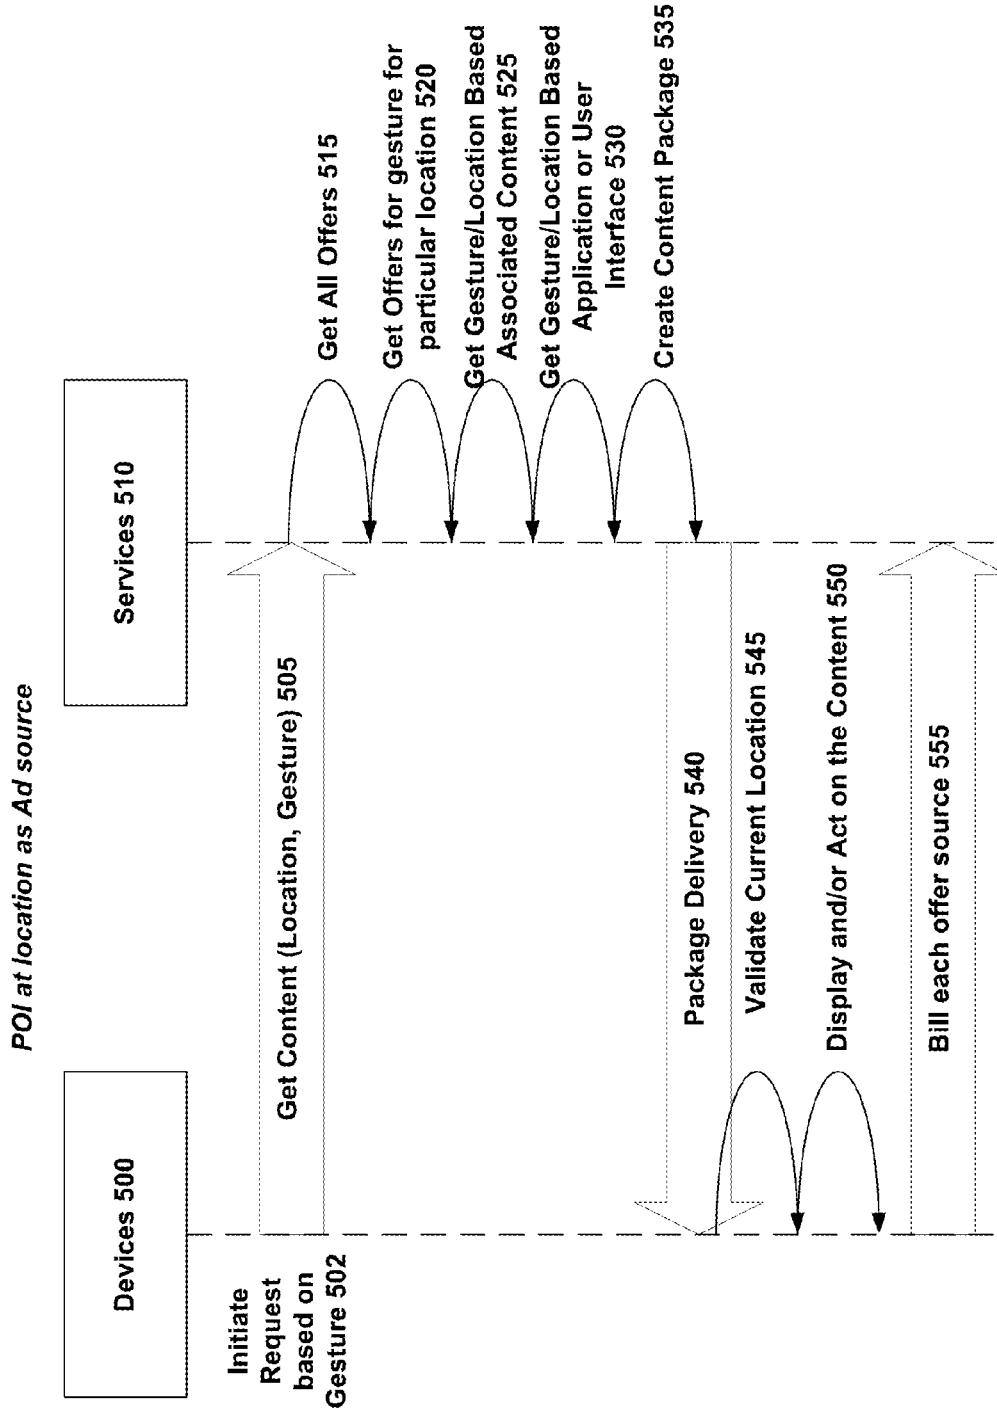 POI at location as Ad source
Devices 500
Services 510
Initiate
Request
based on
Gesture 502
Get Content (Location, Gesture) 505
Get All Offers 515
Get Offers for gesture for
particular location 520
Get Gesture/Location Based
Associated Content 525
Get Gesture/Location Based
Application or User
Interface 530
Create Content Package 535
Package Delivery 540
Validate Current Location 545
Display and/or Act on the Content 550
Bill each offer source 555